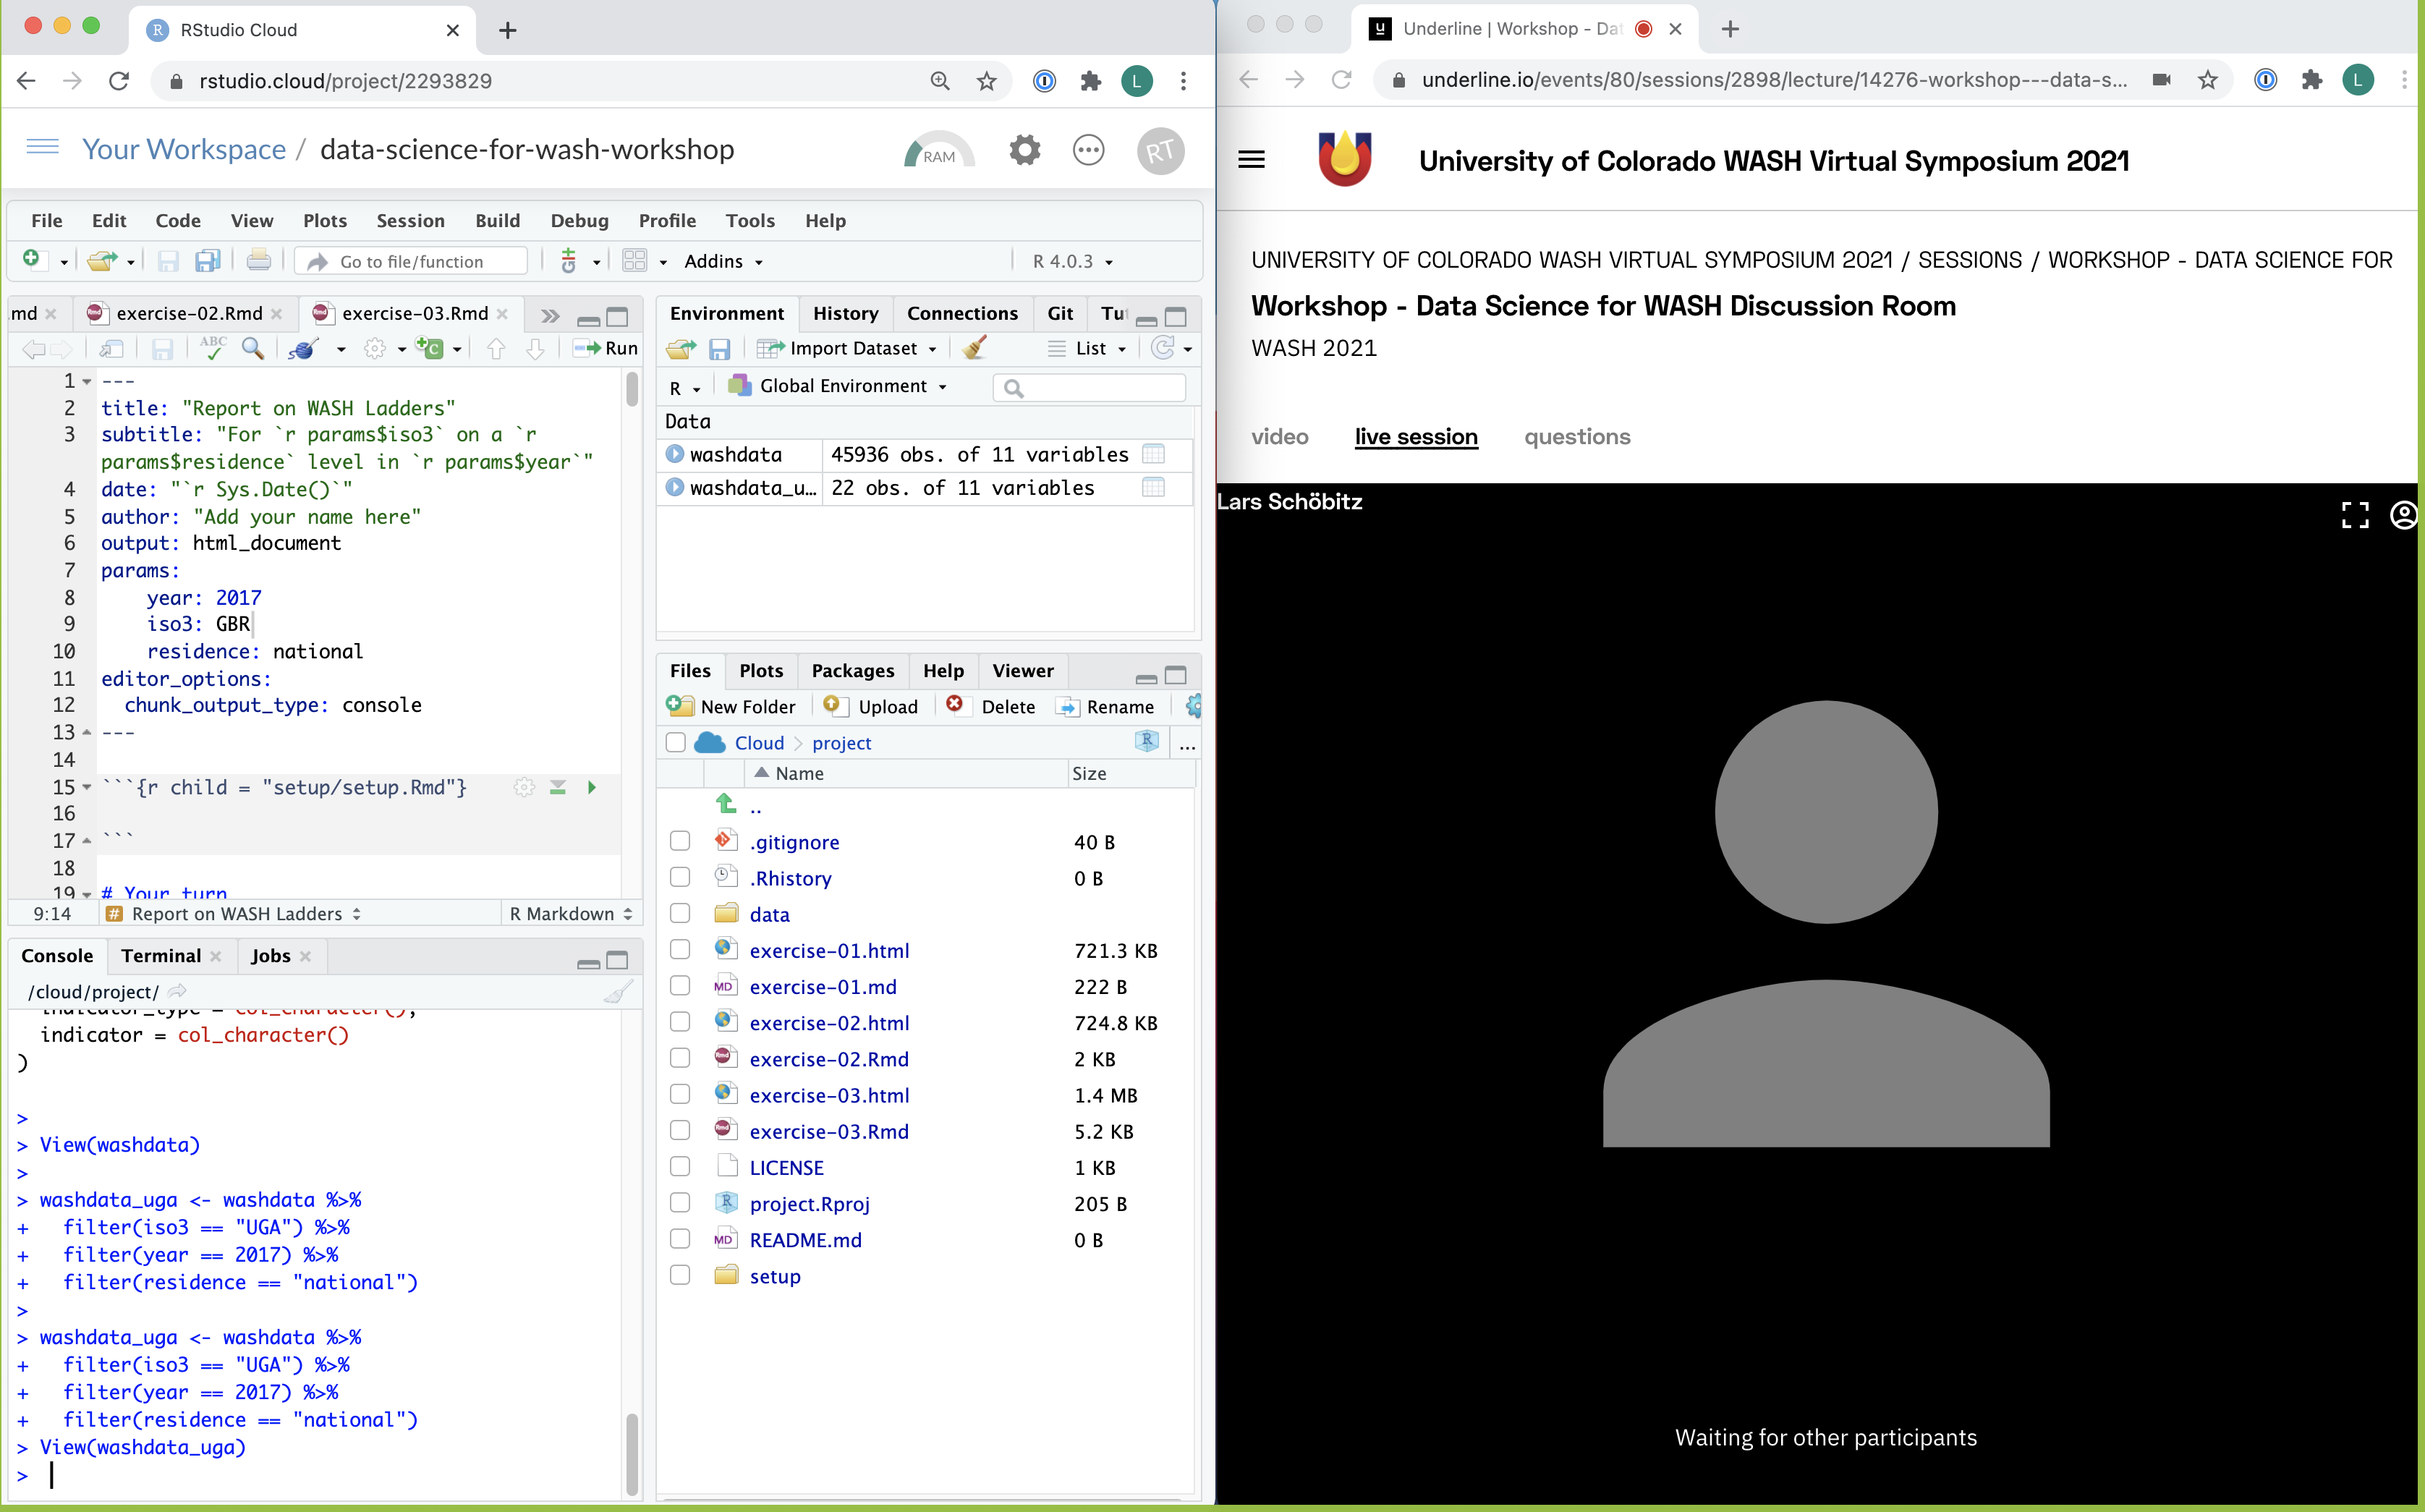 RStudio Cloud
rstudio.cloud/project/2293829
L
Your Workspace / data-science-for-wash-workshop
RAM
RT
File Edit Code View Plots Session Build Debug Profile Tools Help
Go to file/function
Addins
R 4.0.3
.md
exercise-02.Rmd
exercise-03.Rmd
ABC
Run
1 ---
2 title: "Report on WASH Ladders"
3 subtitle: "For `r params$iso3` on a `r
params$residence` level in `r params$year`"
4 date: "`r Sys.Date()`"
5 author: "Add your name here"
6 output: html_document
7 params:
8 year: 2017
9 iso3: GBR
10 residence: national
11 editor_options:
12 chunk_output_type: console
13 ---
14
15 ```{r child = "setup/setup.Rmd"}
16
17 ```
18
19 # Your turn
9:14 Report on WASH Ladders R Markdown
Console Terminal Jobs
/cloud/project/
indicator_type = col_character(),
indicator = col_character()
)
>
> View(washdata)
>
> washdata_uga <- washdata %>%
+ filter(iso3 == "UGA") %>%
+ filter(year == 2017) %>%
+ filter(residence == "national")
>
> washdata_uga <- washdata %>%
+ filter(iso3 == "UGA") %>%
+ filter(year == 2017) %>%
+ filter(residence == "national")
> View(washdata_uga)
>
Environment History Connections Git Tu
Import Dataset List
R Global Environment
Data
washdata 45936 obs. of 11 variables
washdata_u… 22 obs. of 11 variables
Files Plots Packages Help Viewer
New Folder Upload Delete Rename
Cloud project ...
Name Size
..
.gitignore 40 B
.Rhistory 0 B
data
exercise-01.html 721.3 KB
exercise-01.md 222 B
exercise-02.html 724.8 KB
exercise-02.Rmd 2 KB
exercise-03.html 1.4 MB
exercise-03.Rmd 5.2 KB
LICENSE 1 KB
project.Rproj 205 B
README.md 0 B
setup
Underline | Workshop - Dat
underline.io/events/80/sessions/2898/lecture/14276-workshop---data-s...
L
University of Colorado WASH Virtual Symposium 2021
UNIVERSITY OF COLORADO WASH VIRTUAL SYMPOSIUM 2021 / SESSIONS / WORKSHOP - DATA SCIENCE FOR
Workshop - Data Science for WASH Discussion Room
WASH 2021
video live session questions
Lars Schöbitz
Waiting for other participants